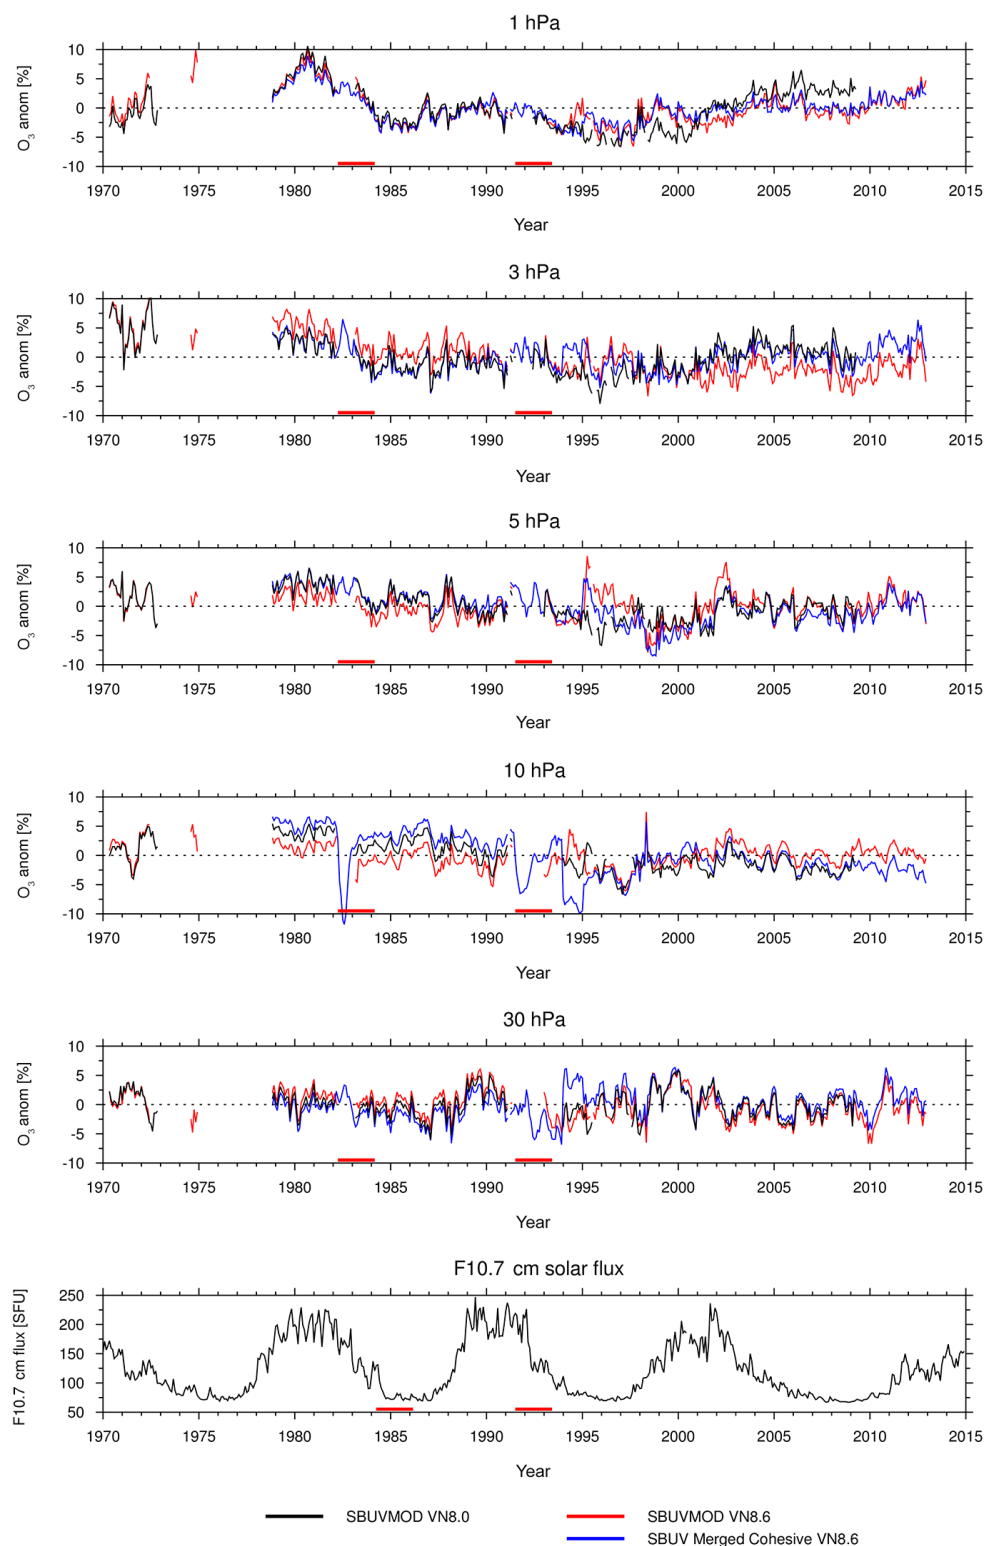 1 hPa
O3 anom [%]
10
5
0
-5
-10
1970 1975 1980 1985 1990 1995 2000 2005 2010 2015
Year
3 hPa
O3 anom [%]
10
5
0
-5
-10
1970 1975 1980 1985 1990 1995 2000 2005 2010 2015
Year
5 hPa
O3 anom [%]
10
5
0
-5
-10
1970 1975 1980 1985 1990 1995 2000 2005 2010 2015
Year
10 hPa
O3 anom [%]
10
5
0
-5
-10
1970 1975 1980 1985 1990 1995 2000 2005 2010 2015
Year
30 hPa
O3 anom [%]
10
5
0
-5
-10
1970 1975 1980 1985 1990 1995 2000 2005 2010 2015
Year
F10.7 cm solar flux
F10.7 cm flux [SFU]
250
200
150
100
50
1970 1975 1980 1985 1990 1995 2000 2005 2010 2015
Year
SBUVMOD VN8.0 SBUVMOD VN8.6
SBUV Merged Cohesive VN8.6